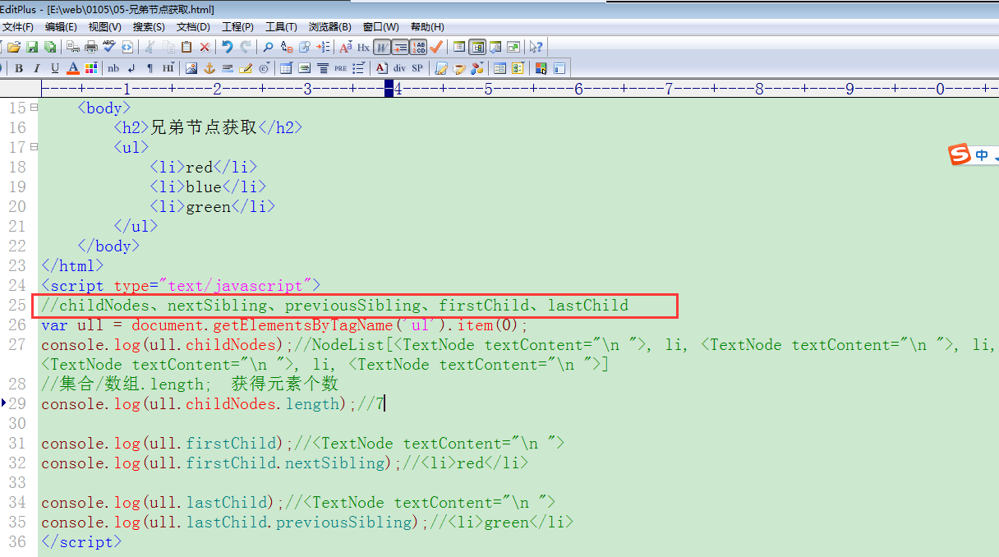 EditPlus - [E:\web\0105\05-兄弟节点获取.html]
文件(F) 编辑(E) 视图(V) 搜索(S) 文档(D) 工程(P) 工具(T) 浏览器(B) 窗口(W) 帮助(H)
Hx W
B I U A nb ¶ HI PRE A div SP
----+----1----+----2----+----3----+----4----+----5----+----6----+----7----+----8----+----9----+----0----+--
15 <body>
16 <h2>兄弟节点获取</h2>
17 <ul>
18 <li>red</li>
19 <li>blue</li>
20 <li>green</li>
21 </ul>
22 </body>
23 </html>
24 <script type="text/javascript">
25 //childNodes、nextSibling、previousSibling、firstChild、lastChild
26 var ull = document.getElementsByTagName('ul').item(0);
27 console.log(ull.childNodes);//NodeList[<TextNode textContent="\n ">, li, <TextNode textContent="\n ">, li,
<TextNode textContent="\n ">, li, <TextNode textContent="\n ">]
28 //集合/数组.length; 获得元素个数
29 console.log(ull.childNodes.length);//7
30
31 console.log(ull.firstChild);//<TextNode textContent="\n ">
32 console.log(ull.firstChild.nextSibling);//<li>red</li>
33
34 console.log(ull.lastChild);//<TextNode textContent="\n ">
35 console.log(ull.lastChild.previousSibling);//<li>green</li>
36 </script>
S 中